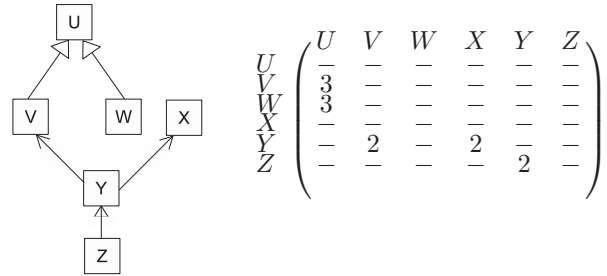 U
V W X
Y
Z
U V W X Y Z
U – – – – – –
V 3 – – – – –
W 3 – – – – –
X – – – – – –
Y – 2 – 2 – –
Z – – – – 2 –